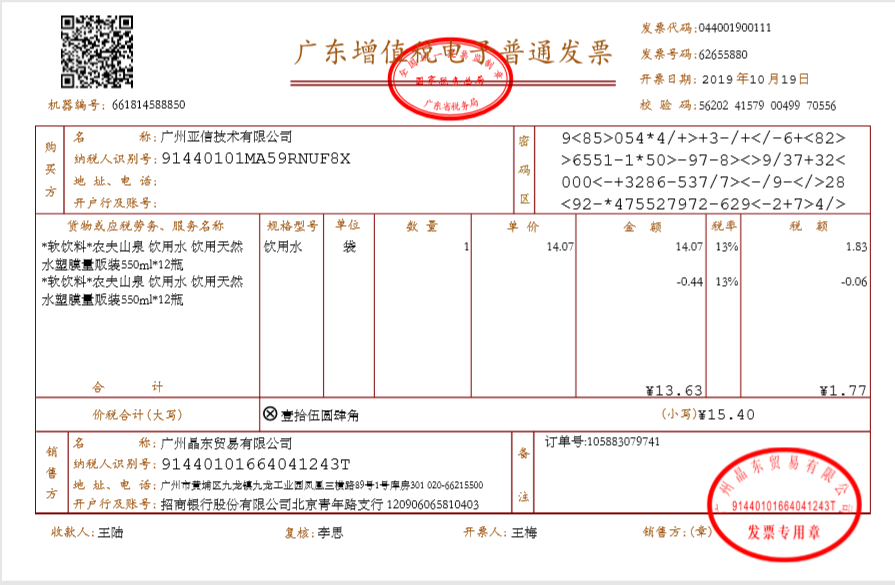 广东增值税电子普通发票
全国统一发票监制章
国家税务总局
广东省税务局
发票代码:044001900111
发票号码:62655880
开票日期: 2019 年10 月19日
机器编号: 661814588850
校 验 码:56202 41579 00499 70556
购买方
名 称:广州亚信技术有限公司
纳税人识别号:91440101MA59RNUF8X
地 址、电 话:
开户行及账号:
密码区
9<85>054*4/+>+3-/+</-6+<82>
>6551-1*50>-97-8<>9/37+32<
000<-+3286-537/7><-/9-</>28
<92-*475527972-629<-2+7>4/>
货物或应税劳务、服务名称 规格型号 单位 数 量 单 价 金 额 税率 税 额
*软饮料*农夫山泉 饮用水 饮用天然 饮用水 袋 1 14.07 14.07 13% 1.83
水塑膜量贩装550ml*12瓶
*软饮料*农夫山泉 饮用水 饮用天然 -0.44 13% -0.06
水塑膜量贩装550ml*12瓶
合 计 ¥13.63 ¥1.77
价税合计(大写) ⊗壹拾伍圆肆角 (小写)¥15.40
销售方
名 称:广州晶东贸易有限公司
纳税人识别号:91440101664041243T
地 址、电 话:广州市黄埔区九龙镇九龙工业园凤凰三横路89号1号库房301 020-66215500
开户行及账号:招商银行股份有限公司北京青年路支行 120906065810403
备注
订单号:105883079741
广州晶东贸易有限公司
91440101664041243T
发票专用章
收款人:王陆 复核:李思 开票人:王梅 销售方:(章)